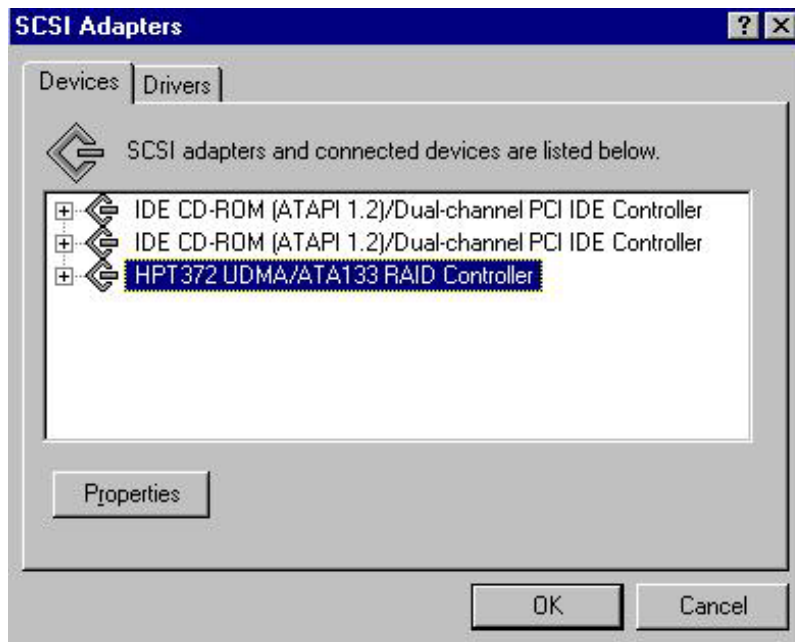 SCSI Adapters
Devices
Drivers
SCSI adapters and connected devices are listed below.
IDE CD-ROM (ATAPI 1.2)/Dual-channel PCI IDE Controller
IDE CD-ROM (ATAPI 1.2)/Dual-channel PCI IDE Controller
HPT372 UDMA/ATA133 RAID Controller
Properties
OK
Cancel